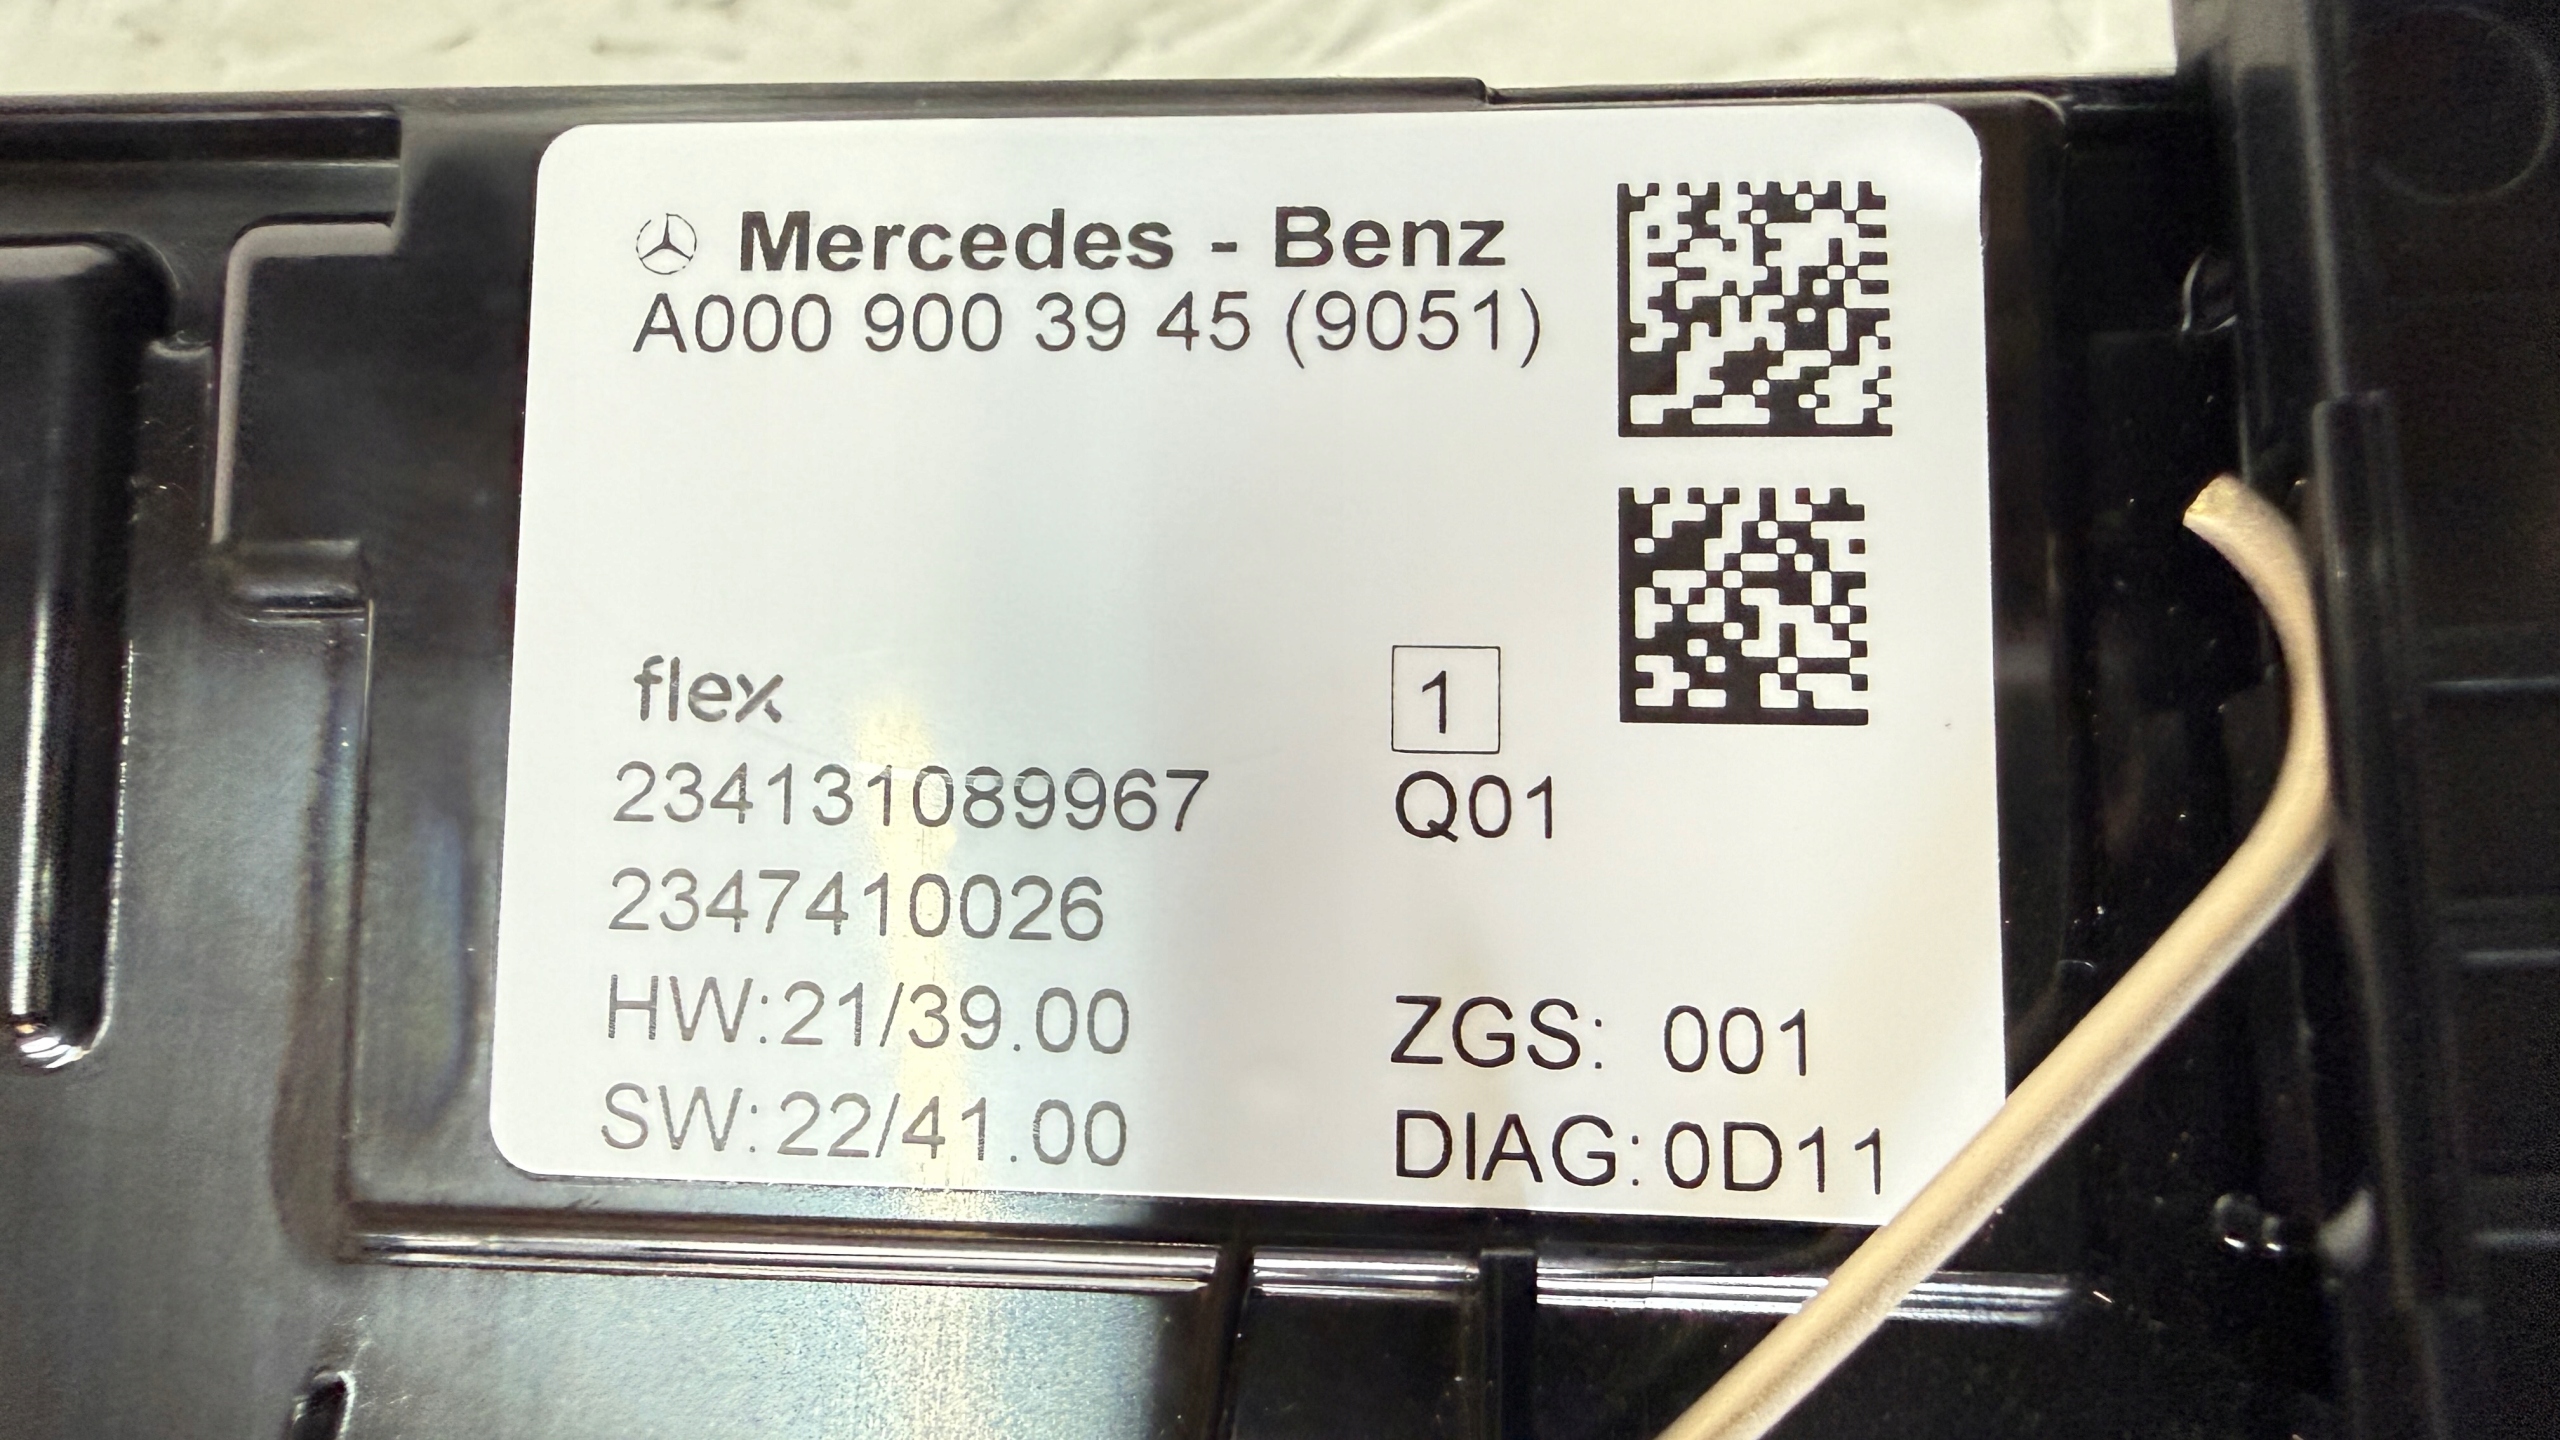 Mercedes - Benz
A000 900 39 45 (9051)
flex
1
234131089967
Q01
2347410026
HW:21/39.00
ZGS: 001
SW:22/41.00
DIAG:0D11